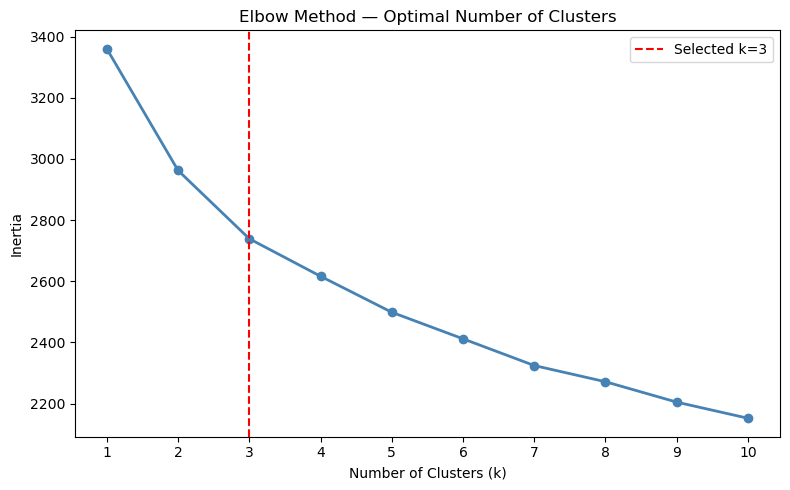 Elbow Method — Optimal Number of Clusters
Selected k=3
Inertia
3400
3200
3000
2800
2600
2400
2200
1 2 3 4 5 6 7 8 9 10
Number of Clusters (k)